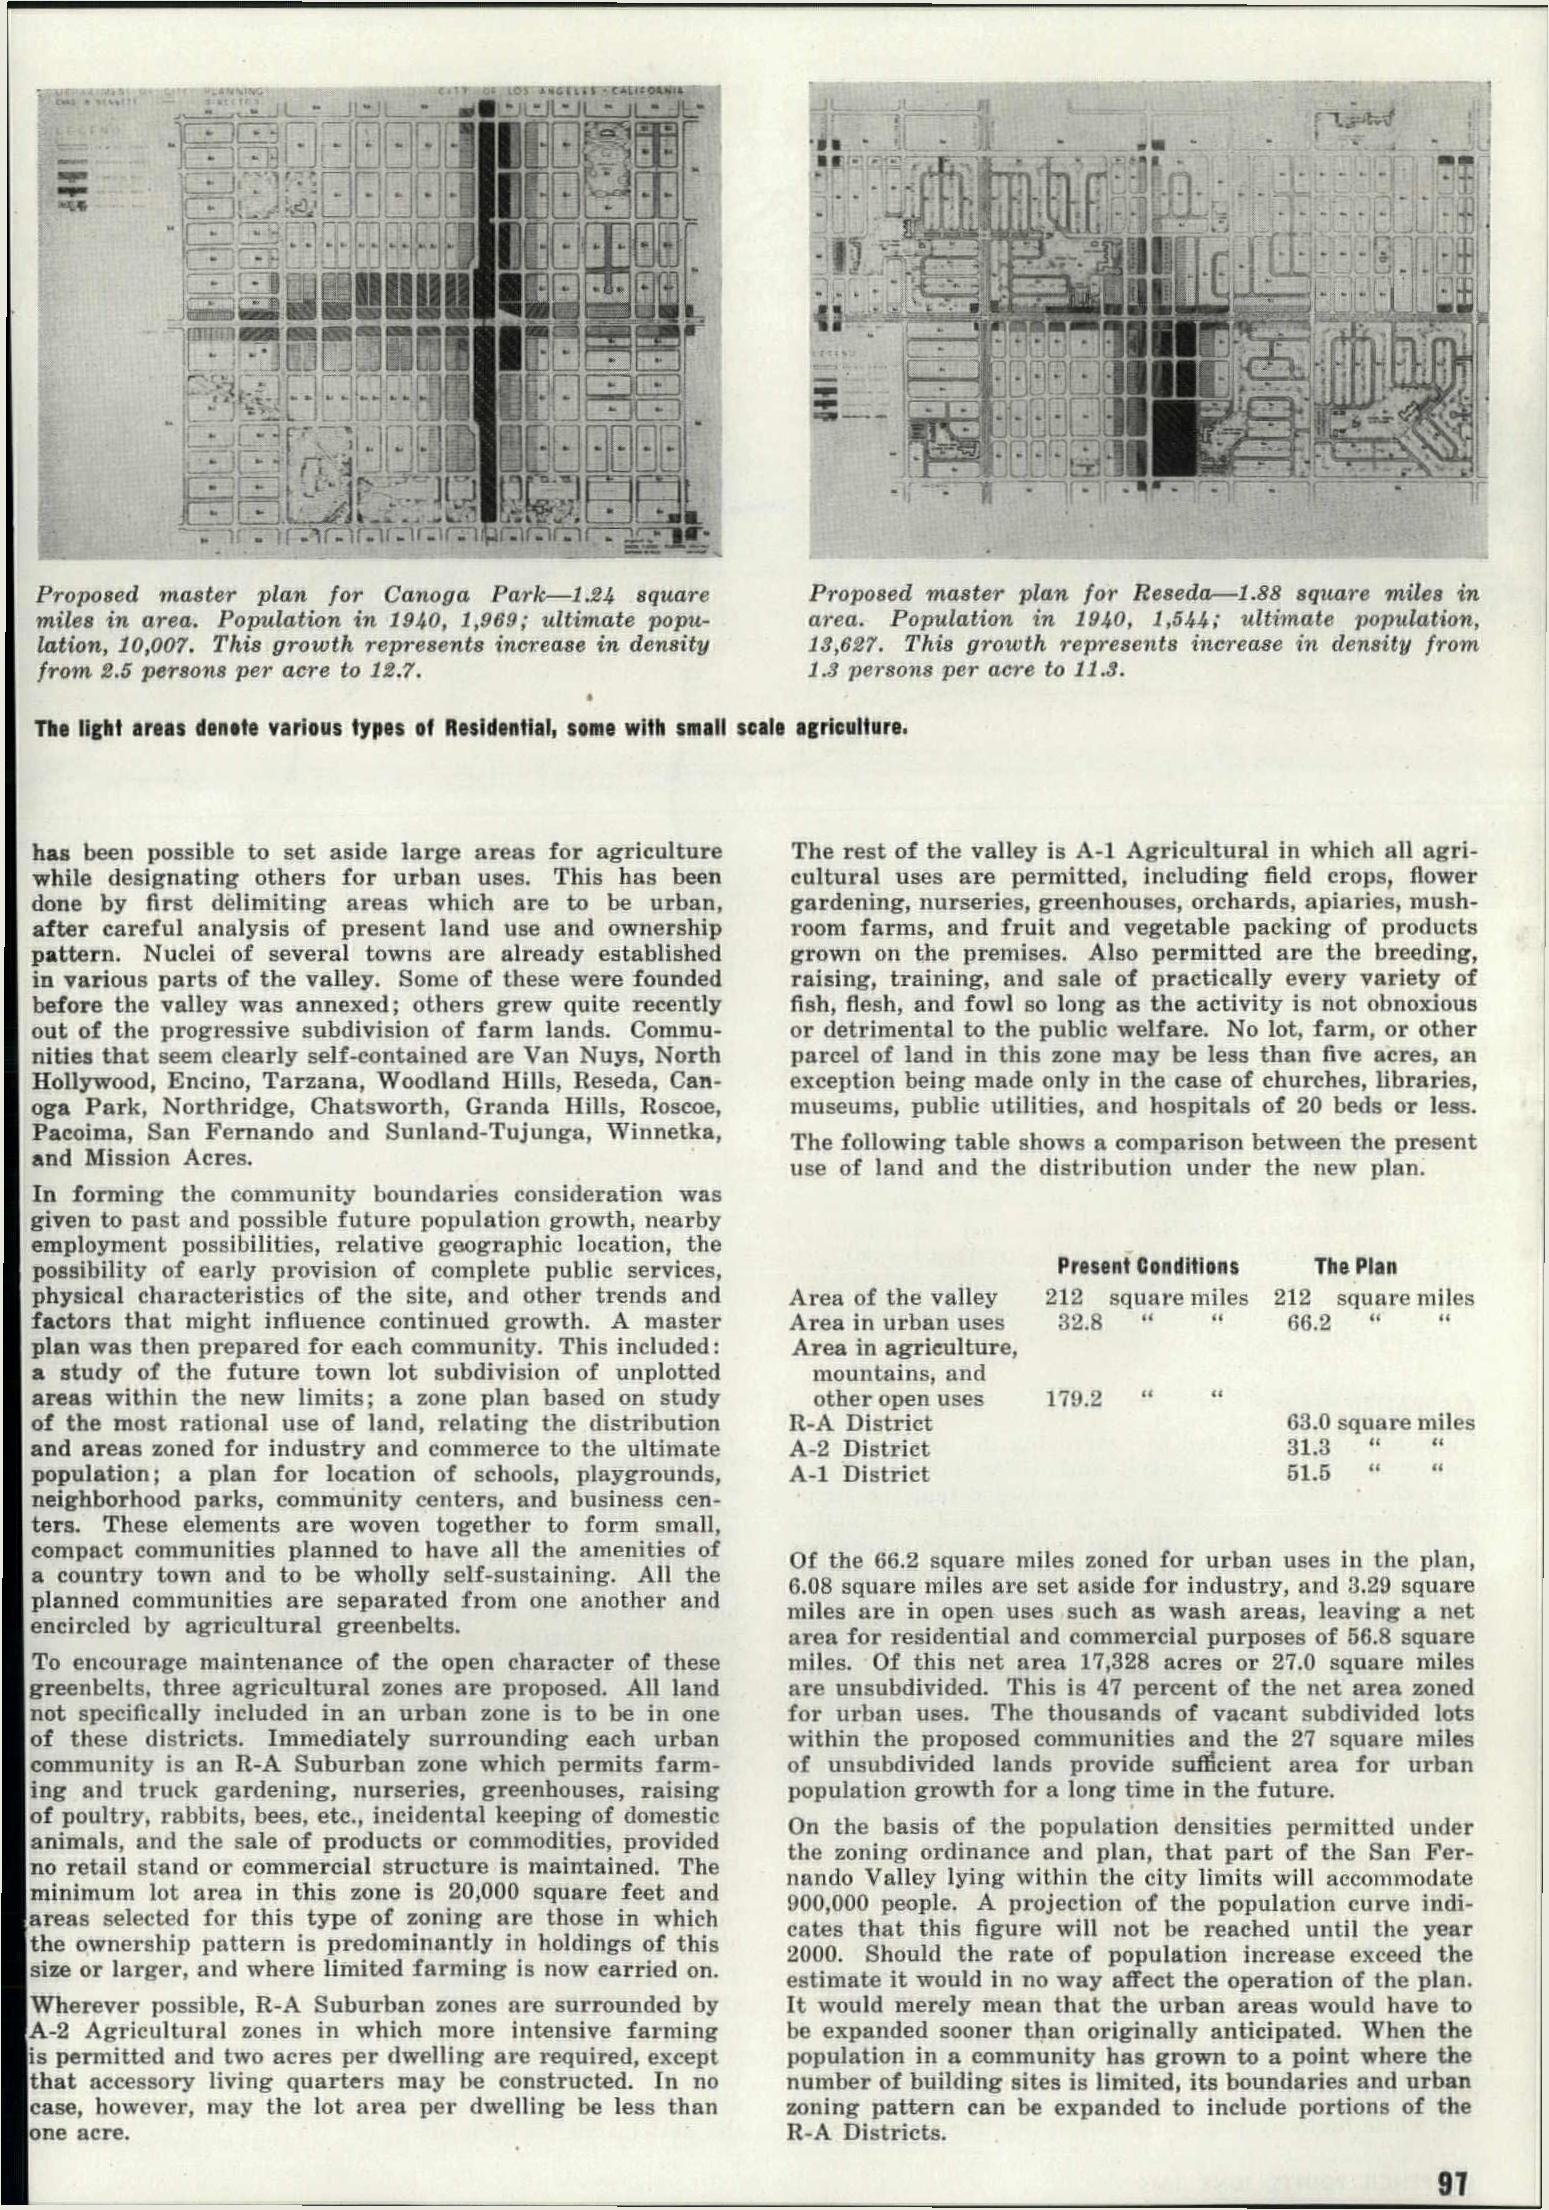 CITY OF LOS ANGELES - CALIFORNIA
LEGEND
Proposed master plan for Canoga Park—1.24 square
miles in area. Population in 1940, 1,969; ultimate popu-
lation, 10,007. This growth represents increase in density
from 2.5 persons per acre to 12.7.
Proposed master plan for Reseda—1.88 square miles in
area. Population in 1940, 1,544; ultimate population,
13,627. This growth represents increase in density from
1.3 persons per acre to 11.3.
The light areas denote various types of Residential, some with small scale agriculture.
has been possible to set aside large areas for agriculture
while designating others for urban uses. This has been
done by first delimiting areas which are to be urban,
after careful analysis of present land use and ownership
pattern. Nuclei of several towns are already established
in various parts of the valley. Some of these were founded
before the valley was annexed; others grew quite recently
out of the progressive subdivision of farm lands. Commu-
nities that seem clearly self-contained are Van Nuys, North
Hollywood, Encino, Tarzana, Woodland Hills, Reseda, Can-
oga Park, Northridge, Chatsworth, Granda Hills, Roscoe,
Pacoima, San Fernando and Sunland-Tujunga, Winnetka,
and Mission Acres.
In forming the community boundaries consideration was
given to past and possible future population growth, nearby
employment possibilities, relative geographic location, the
possibility of early provision of complete public services,
physical characteristics of the site, and other trends and
factors that might influence continued growth. A master
plan was then prepared for each community. This included:
a study of the future town lot subdivision of unplotted
areas within the new limits; a zone plan based on study
of the most rational use of land, relating the distribution
and areas zoned for industry and commerce to the ultimate
population; a plan for location of schools, playgrounds,
neighborhood parks, community centers, and business cen-
ters. These elements are woven together to form small,
compact communities planned to have all the amenities of
a country town and to be wholly self-sustaining. All the
planned communities are separated from one another and
encircled by agricultural greenbelts.
To encourage maintenance of the open character of these
greenbelts, three agricultural zones are proposed. All land
not specifically included in an urban zone is to be in one
of these districts. Immediately surrounding each urban
community is an R-A Suburban zone which permits farm-
ing and truck gardening, nurseries, greenhouses, raising
of poultry, rabbits, bees, etc., incidental keeping of domestic
animals, and the sale of products or commodities, provided
no retail stand or commercial structure is maintained. The
minimum lot area in this zone is 20,000 square feet and
areas selected for this type of zoning are those in which
the ownership pattern is predominantly in holdings of this
size or larger, and where limited farming is now carried on.
Wherever possible, R-A Suburban zones are surrounded by
A-2 Agricultural zones in which more intensive farming
is permitted and two acres per dwelling are required, except
that accessory living quarters may be constructed. In no
case, however, may the lot area per dwelling be less than
one acre.
The rest of the valley is A-1 Agricultural in which all agri-
cultural uses are permitted, including field crops, flower
gardening, nurseries, greenhouses, orchards, apiaries, mush-
room farms, and fruit and vegetable packing of products
grown on the premises. Also permitted are the breeding,
raising, training, and sale of practically every variety of
fish, flesh, and fowl so long as the activity is not obnoxious
or detrimental to the public welfare. No lot, farm, or other
parcel of land in this zone may be less than five acres, an
exception being made only in the case of churches, libraries,
museums, public utilities, and hospitals of 20 beds or less.
The following table shows a comparison between the present
use of land and the distribution under the new plan.
Present Conditions The Plan
Area of the valley 212 square miles 212 square miles
Area in urban uses 32.8 “ “ 66.2 “ “
Area in agriculture,
mountains, and
other open uses 179.2 “ “
R-A District 63.0 square miles
A-2 District 31.3 “ “
A-1 District 51.5 “ “
Of the 66.2 square miles zoned for urban uses in the plan,
6.08 square miles are set aside for industry, and 3.29 square
miles are in open uses such as wash areas, leaving a net
area for residential and commercial purposes of 56.8 square
miles. Of this net area 17,328 acres or 27.0 square miles
are unsubdivided. This is 47 percent of the net area zoned
for urban uses. The thousands of vacant subdivided lots
within the proposed communities and the 27 square miles
of unsubdivided lands provide sufficient area for urban
population growth for a long time in the future.
On the basis of the population densities permitted under
the zoning ordinance and plan, that part of the San Fer-
nando Valley lying within the city limits will accommodate
900,000 people. A projection of the population curve indi-
cates that this figure will not be reached until the year
2000. Should the rate of population increase exceed the
estimate it would in no way affect the operation of the plan.
It would merely mean that the urban areas would have to
be expanded sooner than originally anticipated. When the
population in a community has grown to a point where the
number of building sites is limited, its boundaries and urban
zoning pattern can be expanded to include portions of the
R-A Districts.
97